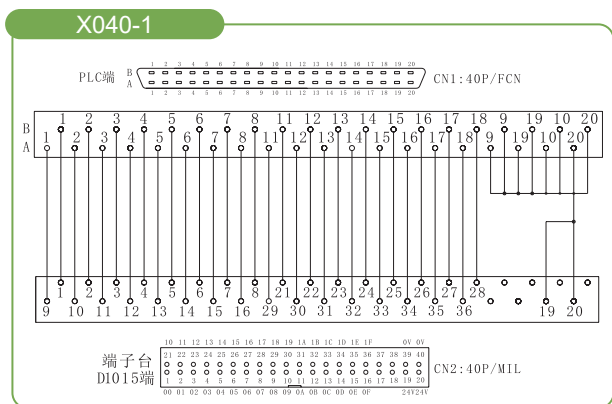 X040-1
1 2 3 4 5 6 7 8 9 10 11 12 13 14 15 16 17 18 19 20
PLC端 B A CN1:40P/FCN
1 2 3 4 5 6 7 8 9 10 11 12 13 14 15 16 17 18 19 20
B 1 2 3 4 5 6 7 8 11 12 13 14 15 16 17 18 9 19 10 20
A 1 2 3 4 5 6 7 8 11 12 13 14 15 16 17 18 9 19 10 20
1 2 3 4 5 6 7 8 21 22 23 24 25 26 27 28
9 10 11 12 13 14 15 16 29 30 31 32 33 34 35 36 19 20
10 11 12 13 14 15 16 17 18 19 1A 1B 1C 1D 1E 1F 0V 0V
21 22 23 24 25 26 27 28 29 30 31 32 33 34 35 36 37 38 39 40
端子台
D1015端
CN2:40P/MIL
1 2 3 4 5 6 7 8 9 10 11 12 13 14 15 16 17 18 19 20
00 01 02 03 04 05 06 07 08 09 0A 0B 0C 0D 0E 0F 24V24V